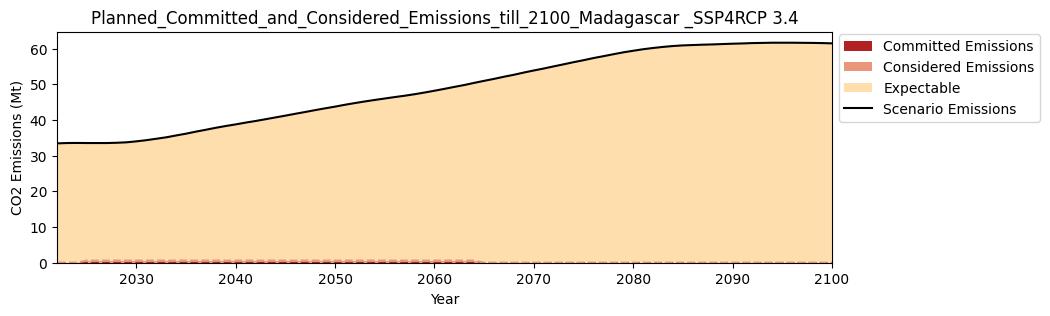 Planned_Committed_and_Considered_Emissions_till_2100_Madagascar _SSP4RCP 3.4
Committed Emissions
Considered Emissions
Expectable
Scenario Emissions
CO2 Emissions (Mt)
60
50
40
30
20
10
0
2030 2040 2050 2060 2070 2080 2090 2100
Year